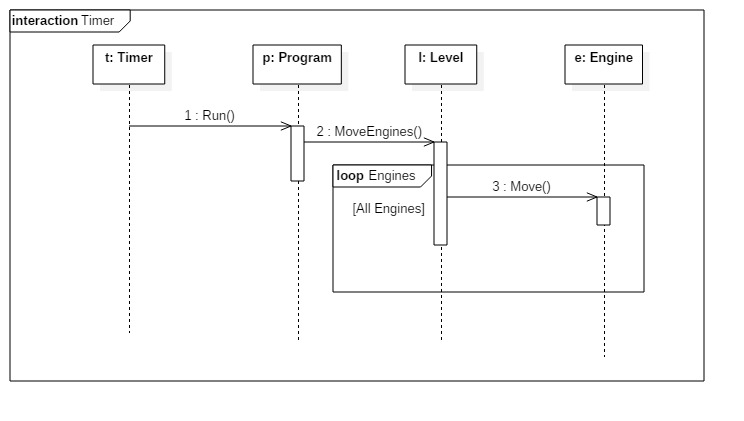 interaction Timer
t: Timer
p: Program
l: Level
e: Engine
1 : Run()
2 : MoveEngines()
loop Engines
3 : Move()
[All Engines]